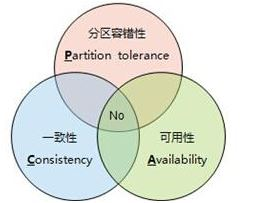 分区容错性
Partition tolerance
No
一致性
Consistency
可用性
Availability